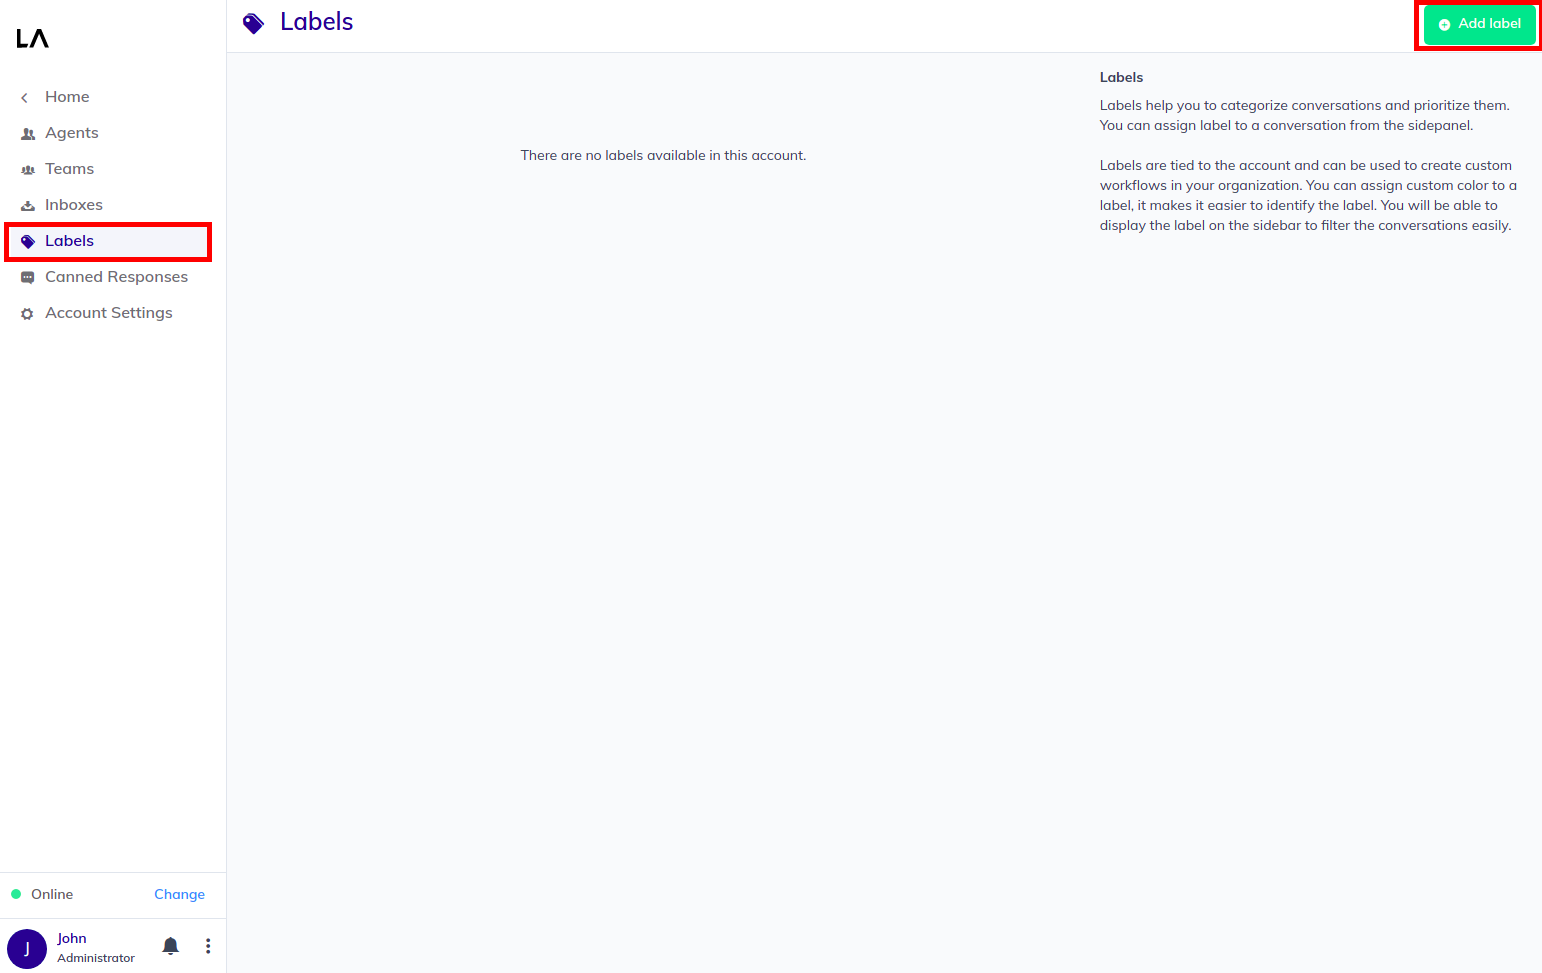 LA
Home
Agents
Teams
Inboxes
Labels
Canned Responses
Account Settings
Online
Change
J
John
Administrator
Labels
Add label
There are no labels available in this account.
Labels
Labels help you to categorize conversations and prioritize them.
You can assign label to a conversation from the sidepanel.
Labels are tied to the account and can be used to create custom
workflows in your organization. You can assign custom color to a
label, it makes it easier to identify the label. You will be able to
display the label on the sidebar to filter the conversations easily.